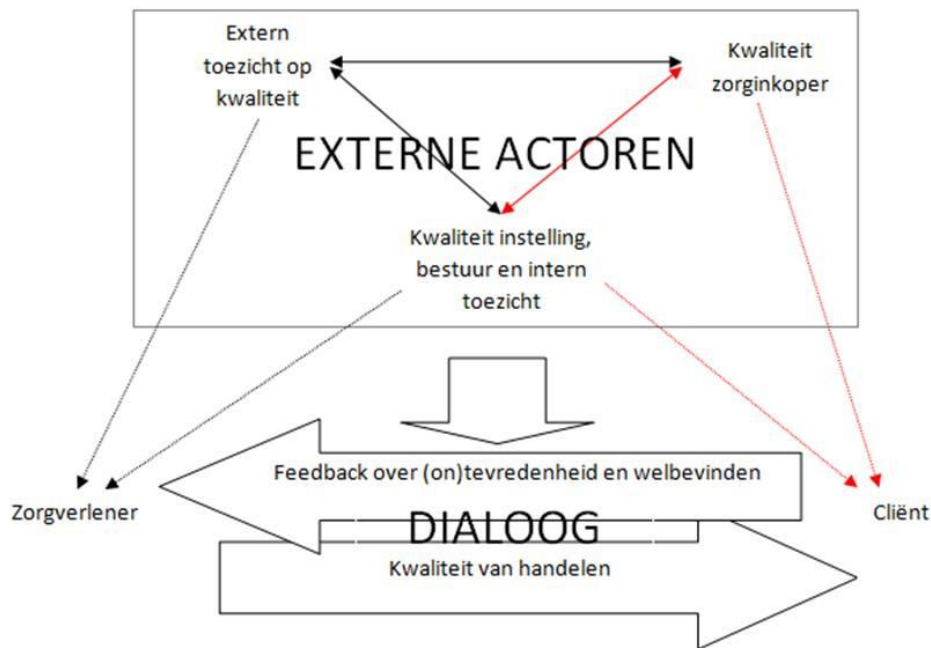 Extern
toezicht op
kwaliteit
Kwaliteit
zorginkoper
EXTERNE ACTOREN
Kwaliteit instelling,
bestuur en intern
toezicht
Feedback over (on)tevredenheid en welbevinden
Zorgverlener
DIALOOG
Cliënt
Kwaliteit van handelen